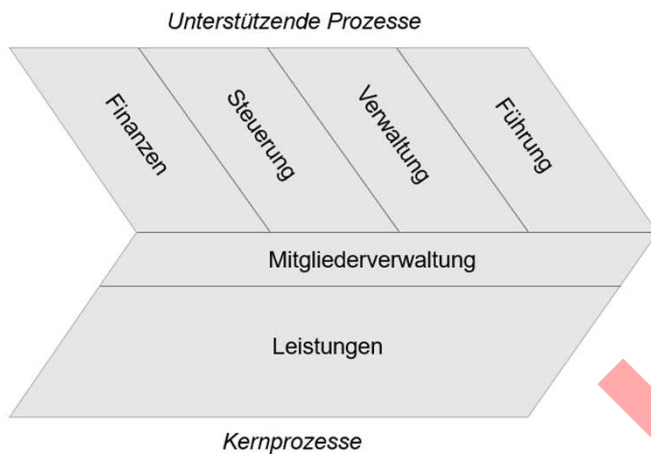 Unterstützende Prozesse
Finanzen
Steuerung
Verwaltung
Führung
Mitgliederverwaltung
Leistungen
Kernprozesse